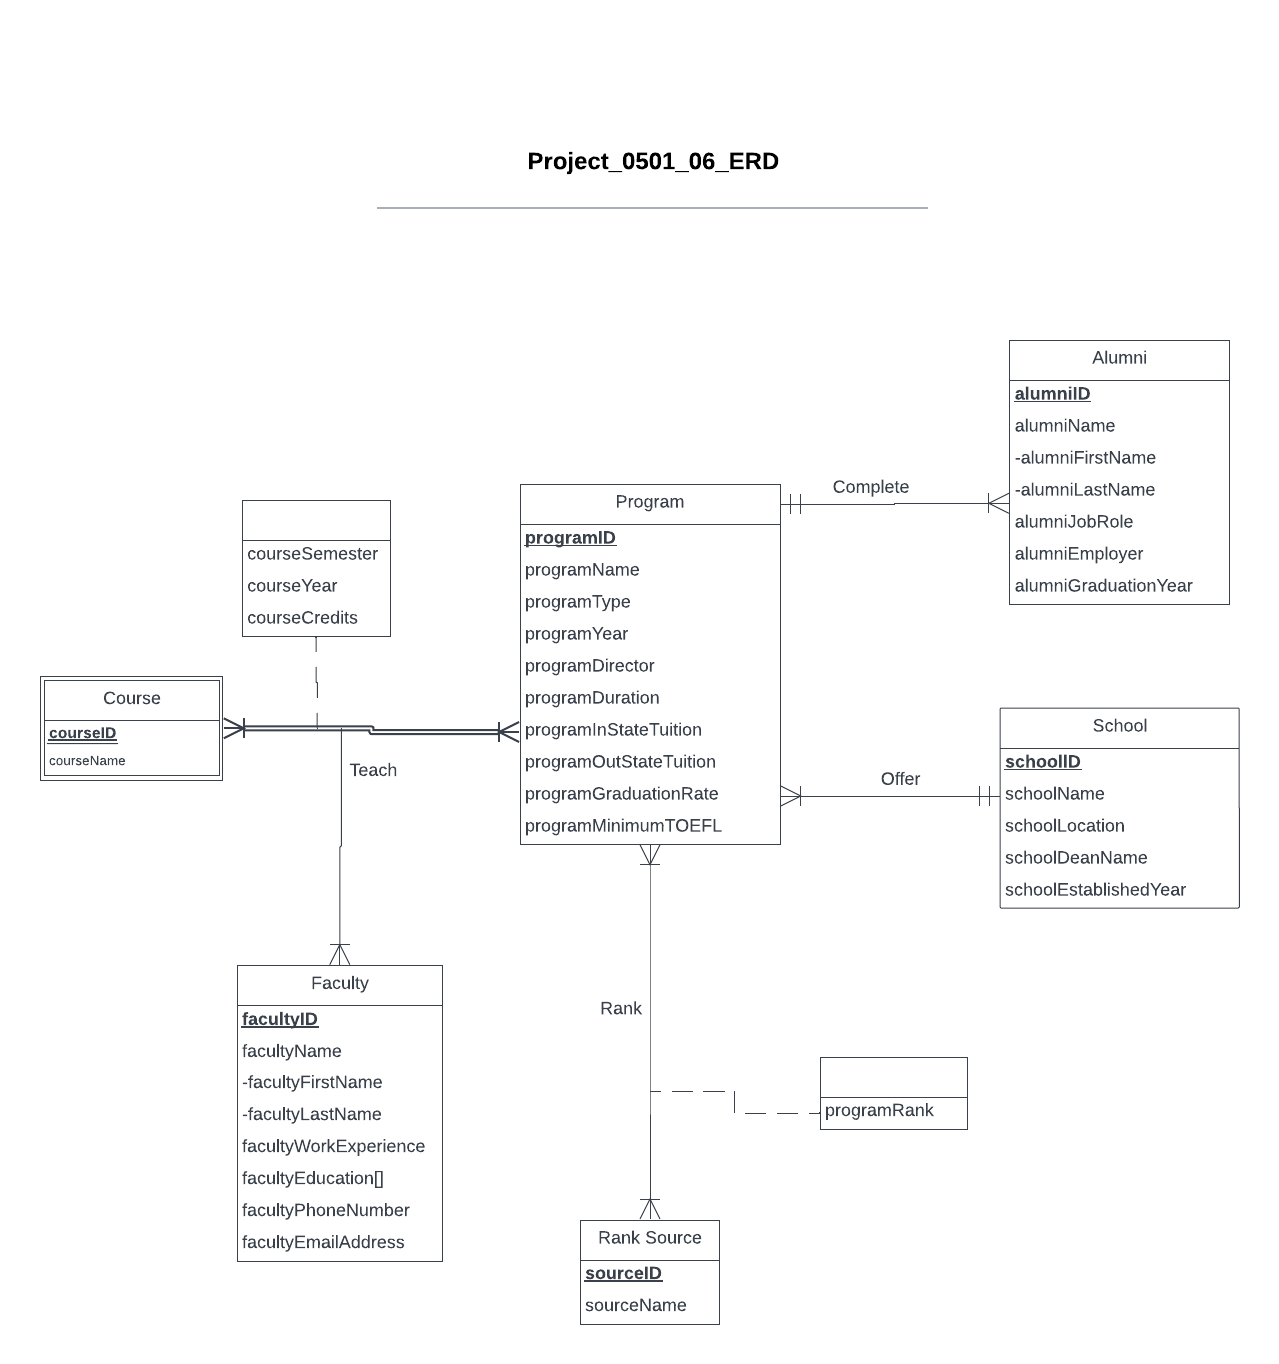 Project_0501_06_ERD
Alumni
alumniID
alumniName
-alumniFirstName
-alumniLastName
alumniJobRole
alumniEmployer
alumniGraduationYear
Complete
Program
programID
programName
programType
programYear
programDirector
programDuration
programInStateTuition
programOutStateTuition
programGraduationRate
programMinimumTOEFL
courseSemester
courseYear
courseCredits
Course
courseID
courseName
Teach
School
schoolID
schoolName
schoolLocation
schoolDeanName
schoolEstablishedYear
Offer
Faculty
facultyID
facultyName
-facultyFirstName
-facultyLastName
facultyWorkExperience
facultyEducation[]
facultyPhoneNumber
facultyEmailAddress
Rank
programRank
Rank Source
sourceID
sourceName